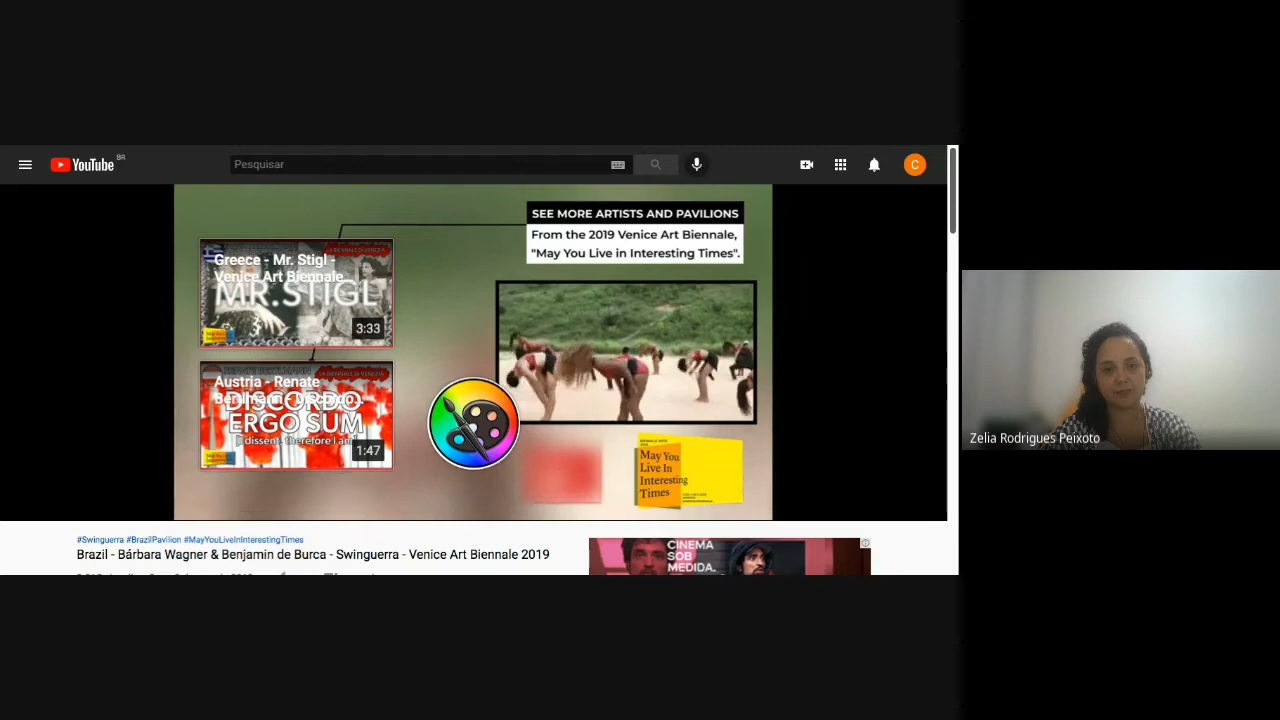 YouTube BR
Pesquisar
C
SEE MORE ARTISTS AND PAVILIONS
From the 2019 Venice Art Biennale,
"May You Live in Interesting Times".
Greece - Mr. Stigl -
Venice Art Biennale...
MR.STIGL
3:33
Austria - Renate
Bertlmann - Discordo...
DISCORDO
ERGO SUM
I dissent, therefore I am
1:47
May You
Live In
Interesting
Times
Zelia Rodrigues Peixoto
#Swinguerra #BrazilPavilion #MayYouLiveInInterestingTimes
Brazil - Bárbara Wagner & Benjamin de Burca - Swinguerra - Venice Art Biennale 2019
CINEMA
SOB
MEDIDA.